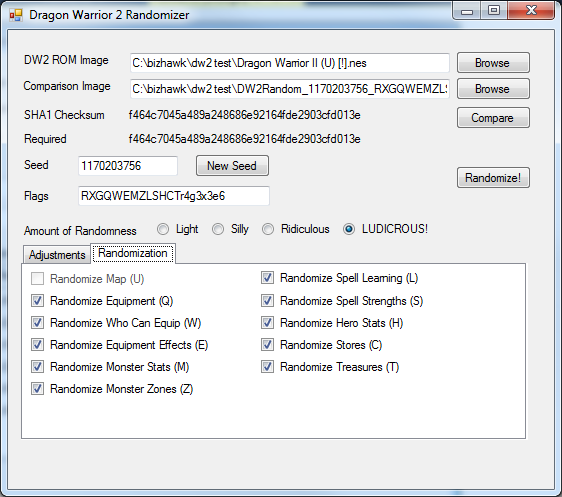 Dragon Warrior 2 Randomizer
DW2 ROM Image C:\bizhawk\dw2 test\Dragon Warrior II (U) [!].nes Browse
Comparison Image C:\bizhawk\dw2 test\DW2Random_1170203756_RXGQWEMZLS Browse
SHA1 Checksum f464c7045a489a248686e92164fde2903cfd013e Compare
Required f464c7045a489a248686e92164fde2903cfd013e
Seed 1170203756 New Seed
Randomize!
Flags RXGQWEMZLSHCTr4g3x3e6
Amount of Randomness Light Silly Ridiculous LUDICROUS!
Adjustments Randomization
Randomize Map (U) Randomize Spell Learning (L)
Randomize Equipment (Q) Randomize Spell Strengths (S)
Randomize Who Can Equip (W) Randomize Hero Stats (H)
Randomize Equipment Effects (E) Randomize Stores (C)
Randomize Monster Stats (M) Randomize Treasures (T)
Randomize Monster Zones (Z)